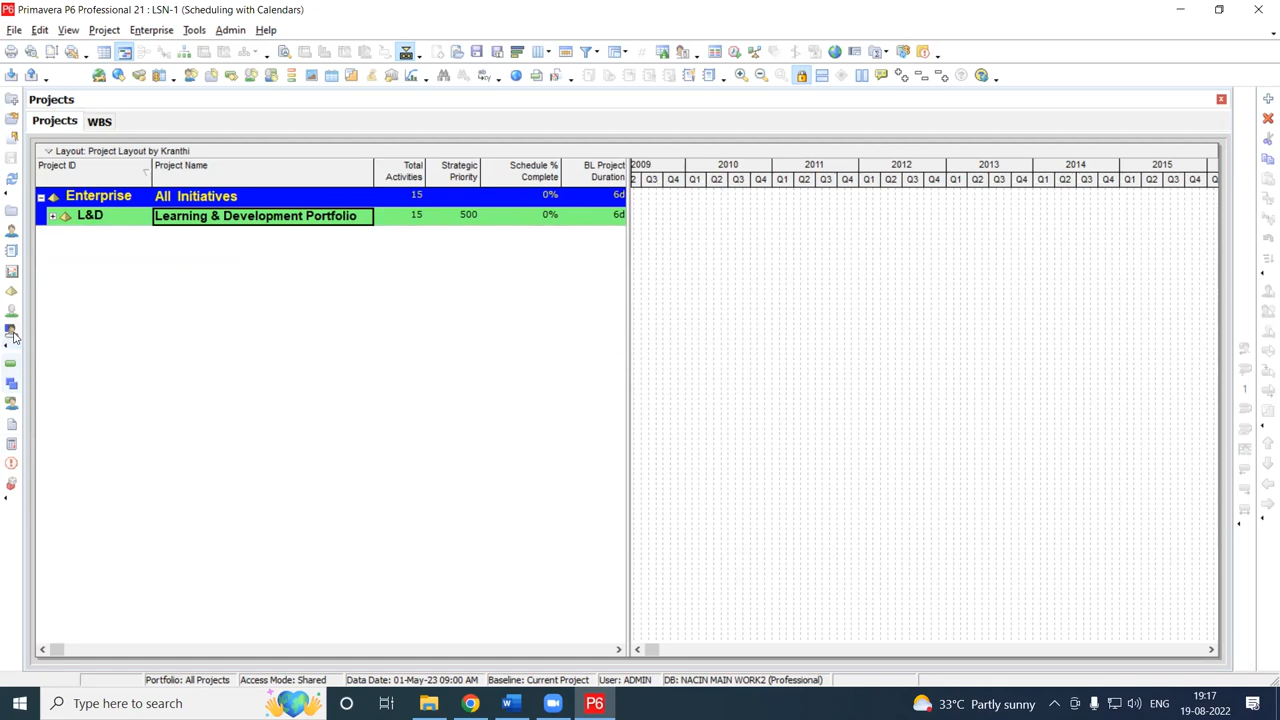 Primavera P6 Professional 21 : LSN-1 (Scheduling with Calendars)
File Edit View Project Enterprise Tools Admin Help
Projects
Projects WBS
Layout: Project Layout by Kranthi
Project ID Project Name Total Activities Strategic Priority Schedule % Complete BL Project Duration
2009 2010 2011 2012 2013 2014 2015
Q3 Q4 Q1 Q2 Q3 Q4 Q1 Q2 Q3 Q4 Q1 Q2 Q3 Q4 Q1 Q2 Q3 Q4 Q1 Q2 Q3 Q4 Q1 Q2 Q3 Q4
Enterprise All Initiatives 15 0% 6d
L&D Learning & Development Portfolio 15 500 0% 6d
1
Portfolio: All Projects Access Mode: Shared Data Date: 01-May-23 09:00 AM Baseline: Current Project User: ADMIN DB: NACIN MAIN WORK2 (Professional)
Type here to search
P6
33°C Partly sunny
ENG
19:17
19-08-2022